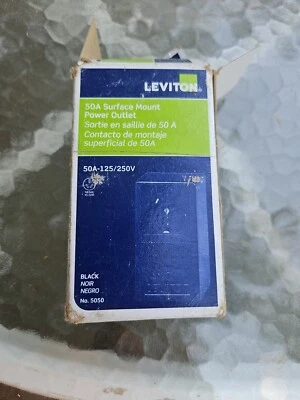 LEVITON
50A Surface Mount
Power Outlet
Sortie en saillie de 50 A
Contacto de montaje
superficial de 50A
50A-125/250V
BLACK
NOIR
NEGRO
No. 5050